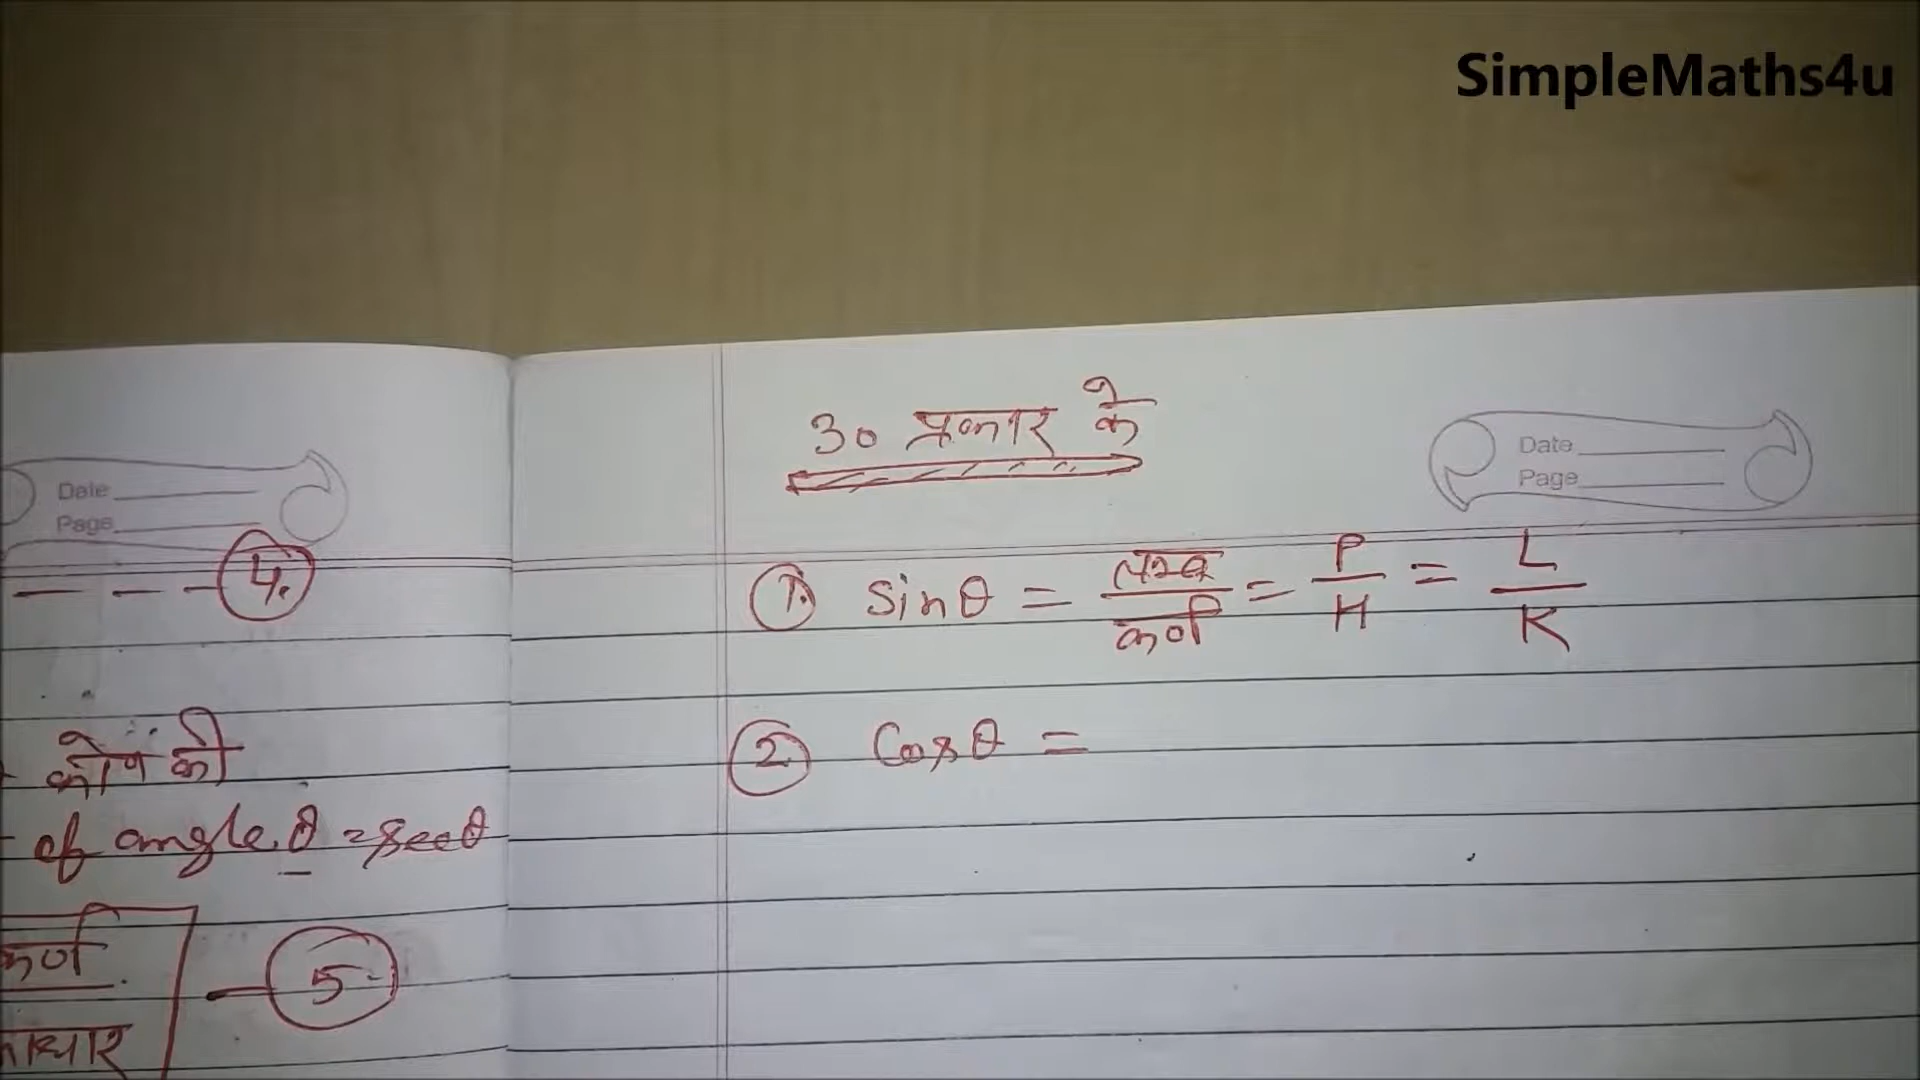 SimpleMaths4u
Date
Page
4.
कोण की
of angle θ = secθ
कर्ण
आधार
5
30 प्रकार के
Date
Page
1. sinθ = लम्ब/कर्ण = P/H = L/K
2. Cosθ =